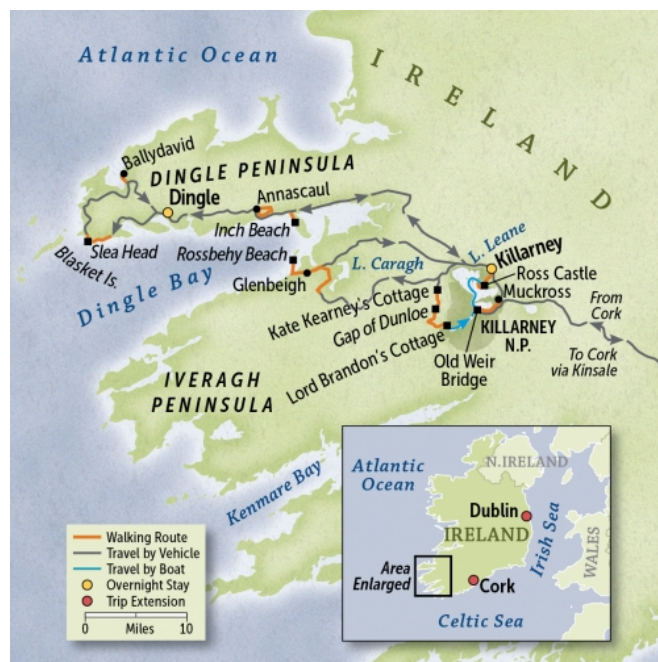 Atlantic Ocean
IRELAND
Ballydavid
DINGLE PENINSULA
Dingle
Annascaul
Inch Beach
Slea Head
Blasket Is.
Rossbehy Beach
Glenbeigh
Dingle Bay
L. Caragh
L. Leane
Killarney
Ross Castle
Muckross
From
Cork
Kate Kearney's Cottage
Gap of Dunloe
Lord Brandon's Cottage
KILLARNEY
N.P.
Old Weir
Bridge
To Cork
via Kinsale
IVERAGH
PENINSULA
Kenmare Bay
Walking Route
Travel by Vehicle
Travel by Boat
Overnight Stay
Trip Extension
0 Miles 10
Atlantic
Ocean
N.IRELAND
Dublin
IRELAND
Irish Sea
WALES
Area
Enlarged
Cork
Celtic Sea